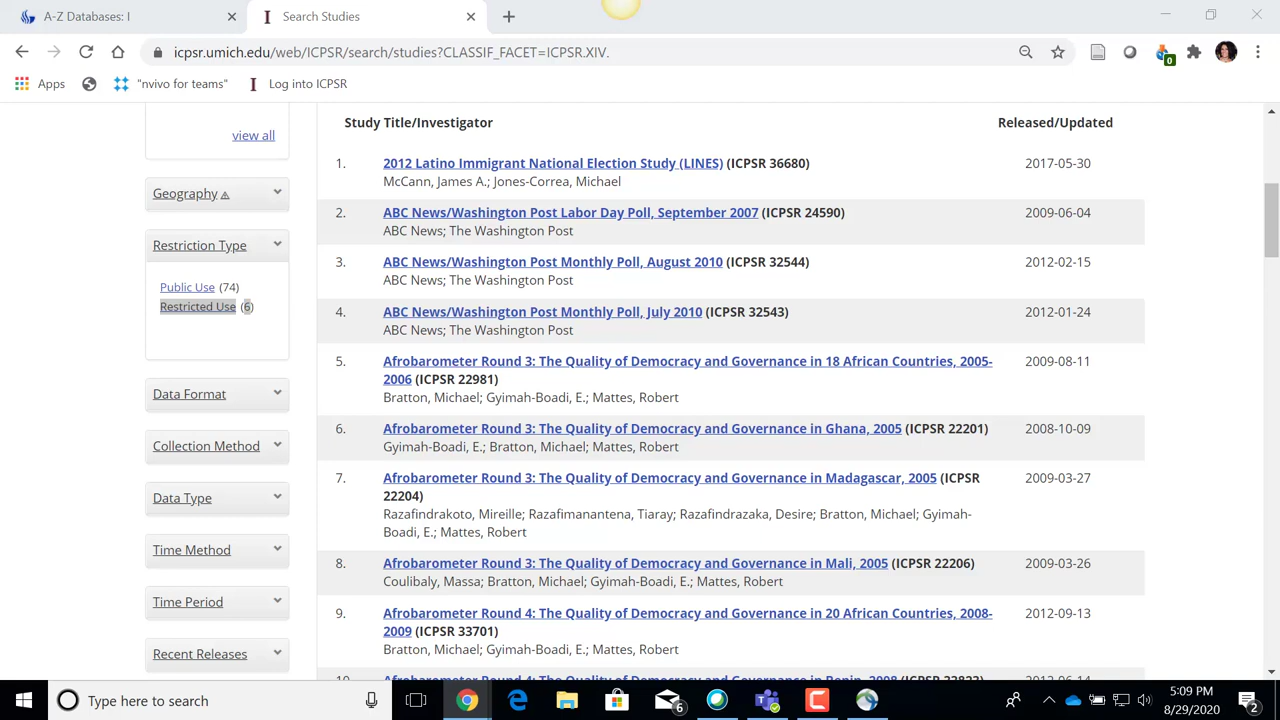 A-Z Databases: I
Search Studies
icpsr.umich.edu/web/ICPSR/search/studies?CLASSIF_FACET=ICPSR.XIV.
0
Apps
"nvivo for teams"
Log into ICPSR
view all
Geography
Restriction Type
Public Use (74)
Restricted Use (6)
Data Format
Collection Method
Data Type
Time Method
Time Period
Recent Releases
Study Title/Investigator Released/Updated
1. 2012 Latino Immigrant National Election Study (LINES) (ICPSR 36680) 2017-05-30
McCann, James A.; Jones-Correa, Michael
2. ABC News/Washington Post Labor Day Poll, September 2007 (ICPSR 24590) 2009-06-04
ABC News; The Washington Post
3. ABC News/Washington Post Monthly Poll, August 2010 (ICPSR 32544) 2012-02-15
ABC News; The Washington Post
4. ABC News/Washington Post Monthly Poll, July 2010 (ICPSR 32543) 2012-01-24
ABC News; The Washington Post
5. Afrobarometer Round 3: The Quality of Democracy and Governance in 18 African Countries, 2005- 2009-08-11
2006 (ICPSR 22981)
Bratton, Michael; Gyimah-Boadi, E.; Mattes, Robert
6. Afrobarometer Round 3: The Quality of Democracy and Governance in Ghana, 2005 (ICPSR 22201) 2008-10-09
Gyimah-Boadi, E.; Bratton, Michael; Mattes, Robert
7. Afrobarometer Round 3: The Quality of Democracy and Governance in Madagascar, 2005 (ICPSR 2009-03-27
22204)
Razafindrakoto, Mireille; Razafimanantena, Tiaray; Razafindrazaka, Desire; Bratton, Michael; Gyimah-
Boadi, E.; Mattes, Robert
8. Afrobarometer Round 3: The Quality of Democracy and Governance in Mali, 2005 (ICPSR 22206) 2009-03-26
Coulibaly, Massa; Bratton, Michael; Gyimah-Boadi, E.; Mattes, Robert
9. Afrobarometer Round 4: The Quality of Democracy and Governance in 20 African Countries, 2008- 2012-09-13
2009 (ICPSR 33701)
Bratton, Michael; Gyimah-Boadi, E.; Mattes, Robert
Type here to search
6
5:09 PM
8/29/2020
2